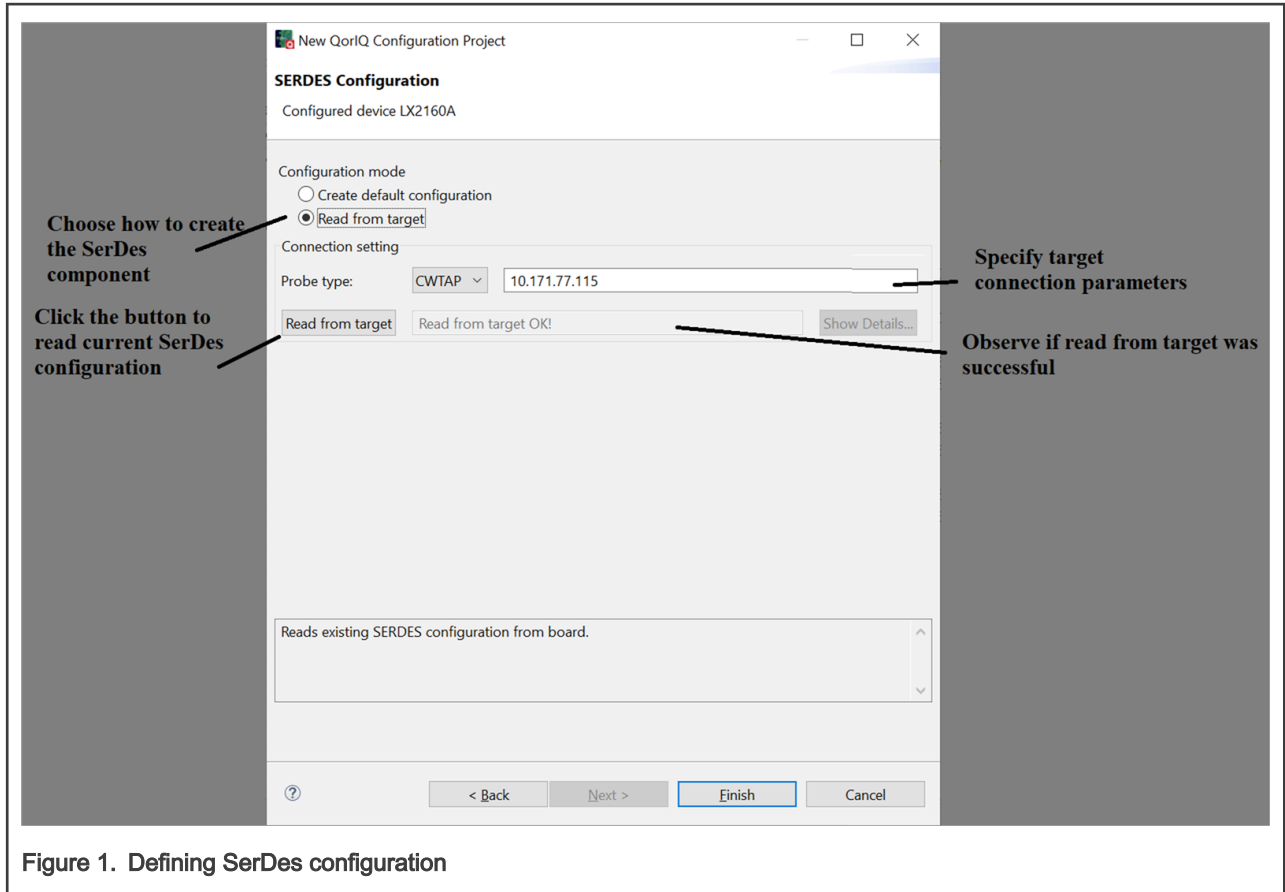 New QorIQ Configuration Project
SERDES Configuration
Configured device LX2160A
Configuration mode
Create default configuration
Read from target
Choose how to create
the SerDes
component
Connection setting
Probe type:
CWTAP
10.171.77.115
Specify target
connection parameters
Click the button to
read current SerDes
configuration
Read from target
Read from target OK!
Show Details...
Observe if read from target was
successful
Reads existing SERDES configuration from board.
?
< Back
Next >
Finish
Cancel
Figure 1. Defining SerDes configuration